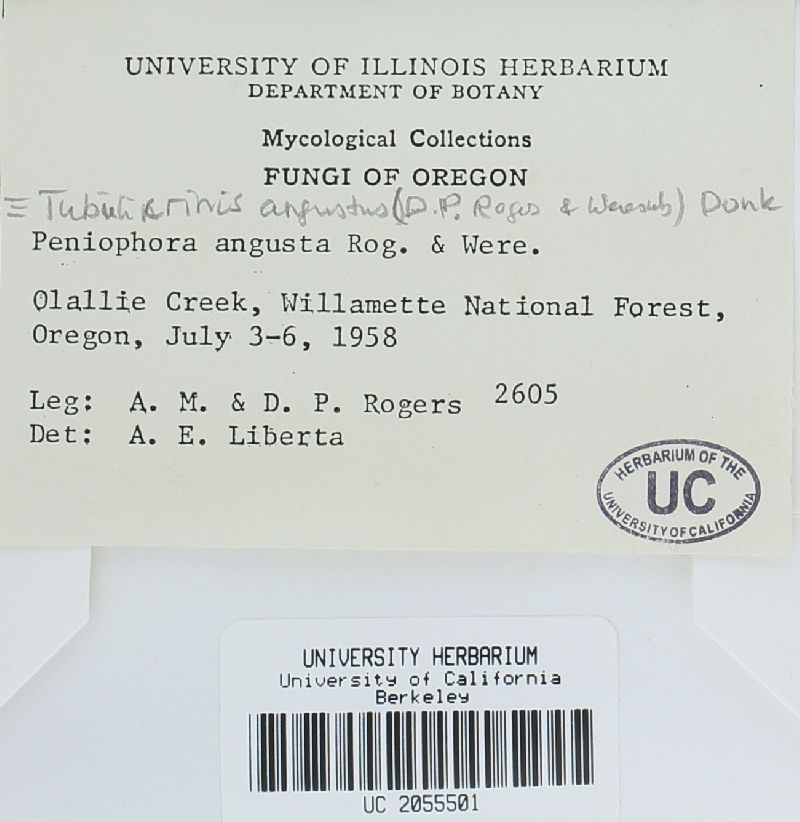 UNIVERSITY OF ILLINOIS HERBARIUM
DEPARTMENT OF BOTANY
Mycological Collections
FUNGI OF OREGON
≡ Tubulicrinis angustus (D.P. Rogers & Weresub) Donk
Peniophora angusta Rog. & Were.
Olallie Creek, Willamette National Forest,
Oregon, July 3-6, 1958
Leg: A. M. & D. P. Rogers 2605
Det: A. E. Liberta
HERBARIUM OF THE
UC
UNIVERSITY OF CALIFORNIA
UNIVERSITY HERBARIUM
University of California
Berkeley
UC 2055501